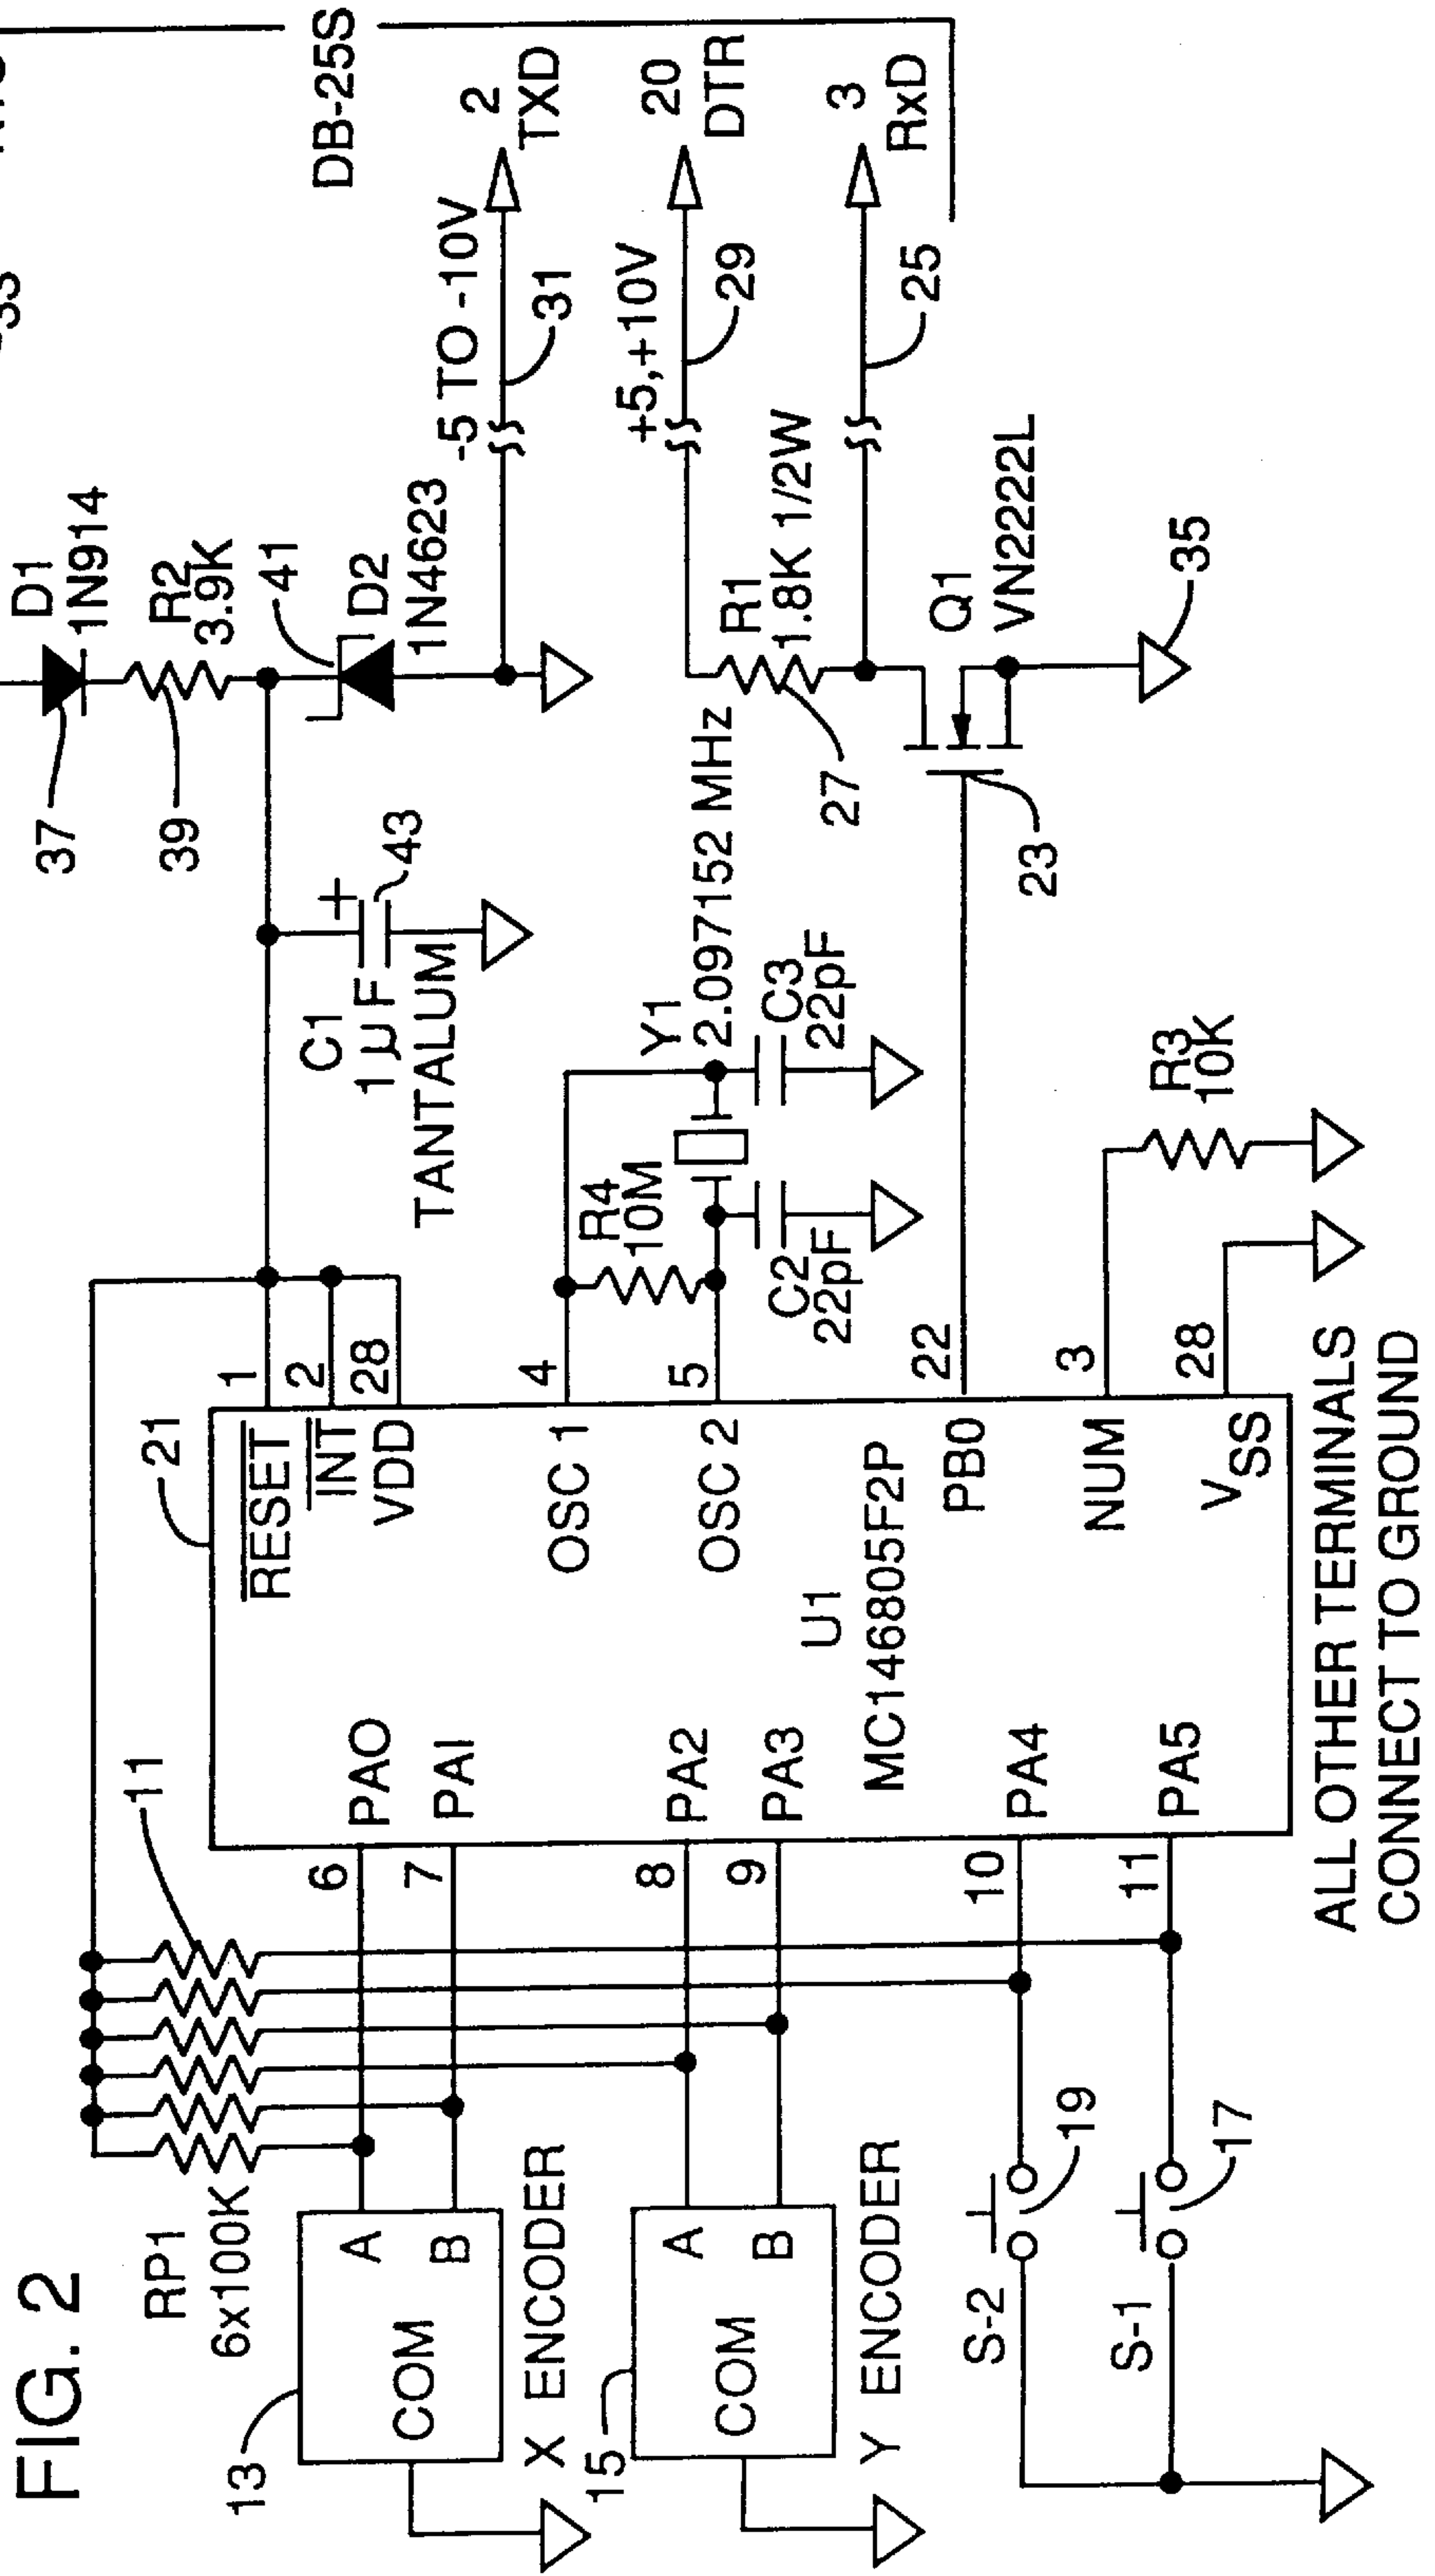 FIG. 2
RP1
6x100K
11
13
COM
A
B
X ENCODER
15
COM
A
B
Y ENCODER
S-2
19
S-1
17
6
7
8
9
10
11
PAO
PAI
PA2
PA3
PA4
PA5
U1
MC146805F2P
21
RESET
INT
VDD
OSC 1
OSC 2
PB0
NUM
VSS
1
2
28
4
5
22
3
28
ALL OTHER TERMINALS
CONNECT TO GROUND
C1
1µF
TANTALUM
43
R4
10M
Y1
2.097152 MHz
C2
22pF
C3
22pF
R3
10K
37
D1
1N914
39
R2
3.9K
41
D2
1N4623
R1
1.8K 1/2W
27
Q1
VN2222L
23
35
-5 TO -10V
31
+5,+10V
29
25
DB-25S
2
TXD
20
DTR
3
RxD